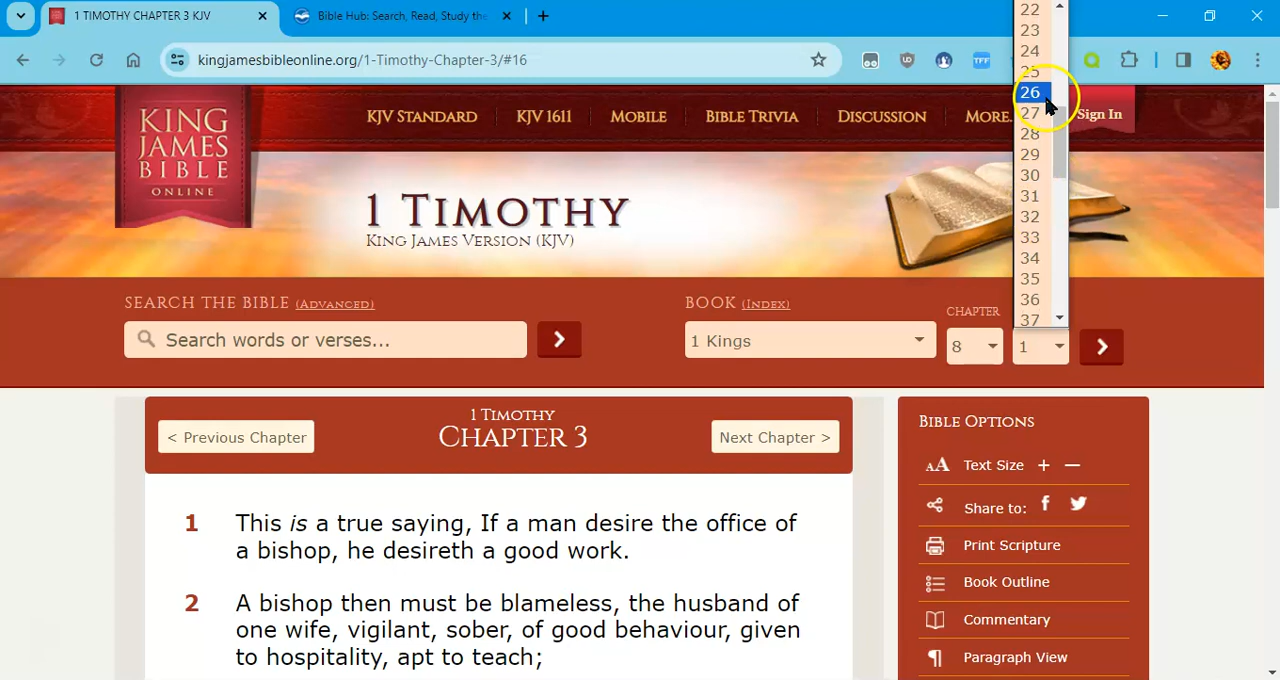 1 TIMOTHY CHAPTER 3 KJV
Bible Hub: Search, Read, Study the
kingjamesbibleonline.org/1-Timothy-Chapter-3/#16
UD
TFF
KING
JAMES
BIBLE
ONLINE
KJV STANDARD
KJV 1611
MOBILE
BIBLE TRIVIA
DISCUSSION
MORE.
Sign In
22
23
24
25
26
27
28
29
30
31
32
33
34
35
36
37
1 TIMOTHY
KING JAMES VERSION (KJV)
SEARCH THE BIBLE (ADVANCED)
Search words or verses...
BOOK (INDEX)
1 Kings
CHAPTER
8
1
< Previous Chapter
1 TIMOTHY
CHAPTER 3
Next Chapter >
1 This is a true saying, If a man desire the office of
a bishop, he desireth a good work.
2 A bishop then must be blameless, the husband of
one wife, vigilant, sober, of good behaviour, given
to hospitality, apt to teach;
BIBLE OPTIONS
AA Text Size + —
Share to:
Print Scripture
Book Outline
Commentary
Paragraph View